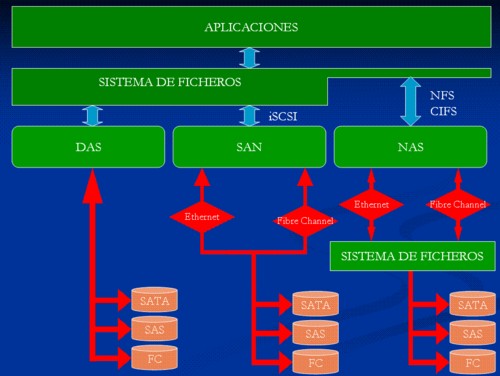 APLICACIONES
SISTEMA DE FICHEROS
iSCSI
NFS
CIFS
DAS
SAN
NAS
Ethernet
Fibre Channel
Ethernet
Fibre Channel
SISTEMA DE FICHEROS
SATA
SAS
FC
SATA
SAS
FC
SATA
SAS
FC